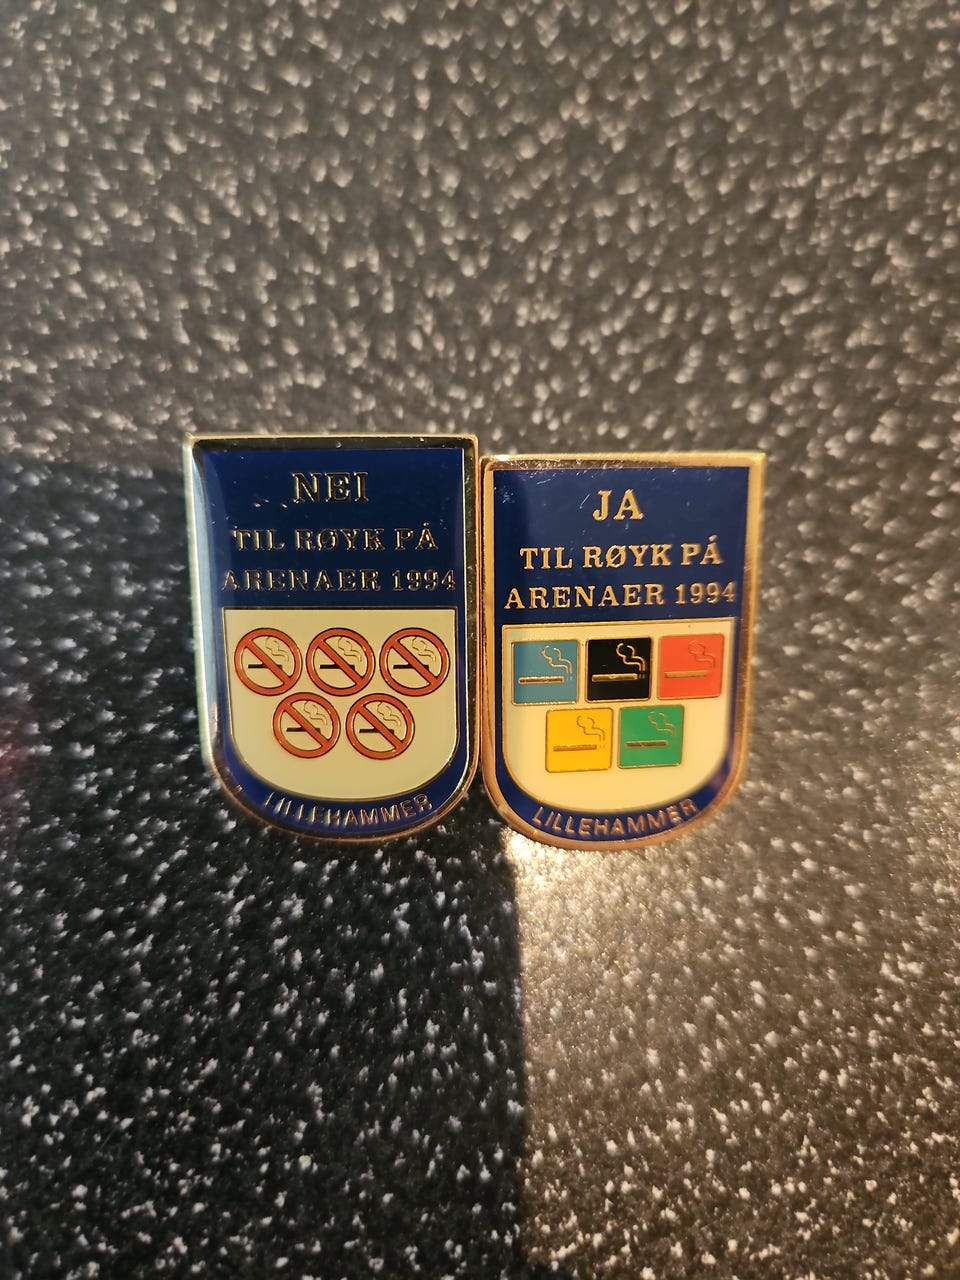 NEI
TIL RØYK PÅ
ARENAER 1994
LILLEHAMMER
JA
TIL RØYK PÅ
ARENAER 1994
LILLEHAMMER